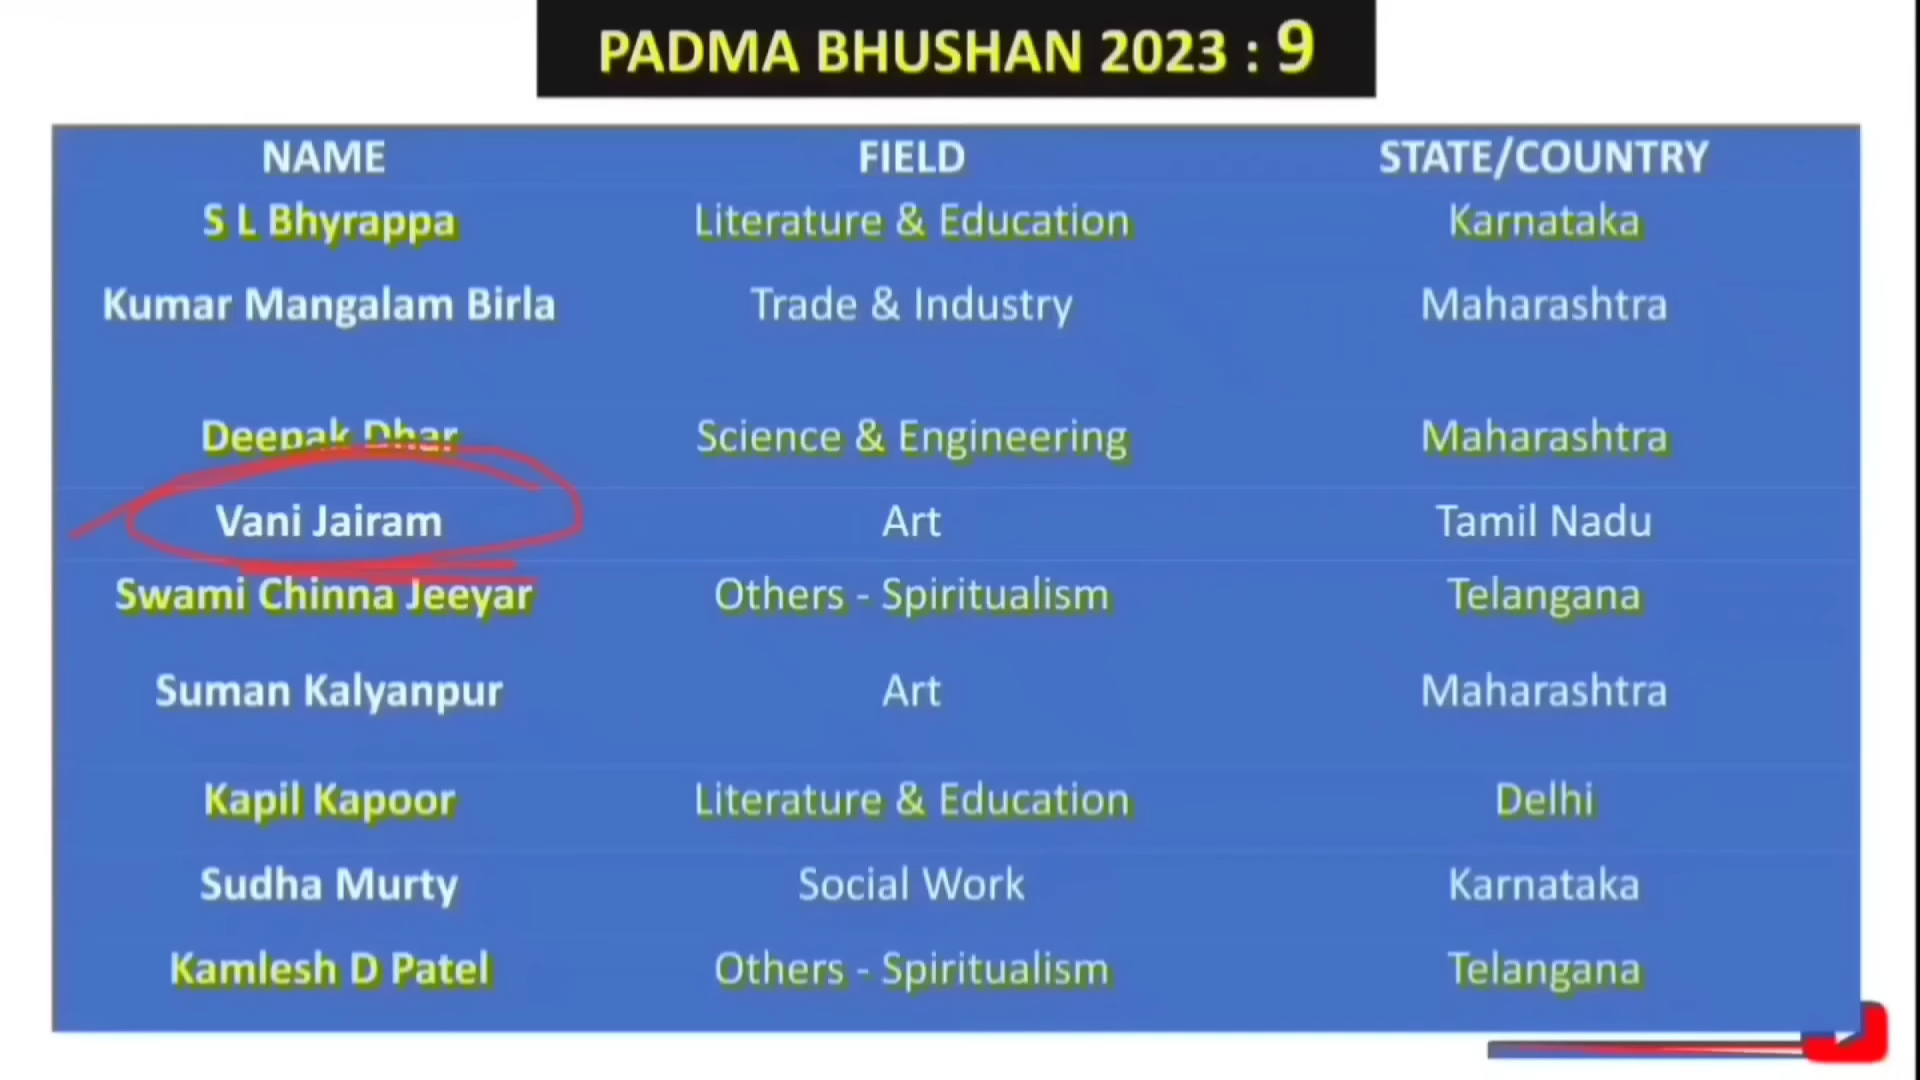 PADMA BHUSHAN 2023 : 9
NAME FIELD STATE/COUNTRY
S L Bhyrappa Literature & Education Karnataka
Kumar Mangalam Birla Trade & Industry Maharashtra
Deepak Dhar Science & Engineering Maharashtra
Vani Jairam Art Tamil Nadu
Swami Chinna Jeeyar Others - Spiritualism Telangana
Suman Kalyanpur Art Maharashtra
Kapil Kapoor Literature & Education Delhi
Sudha Murty Social Work Karnataka
Kamlesh D Patel Others - Spiritualism Telangana